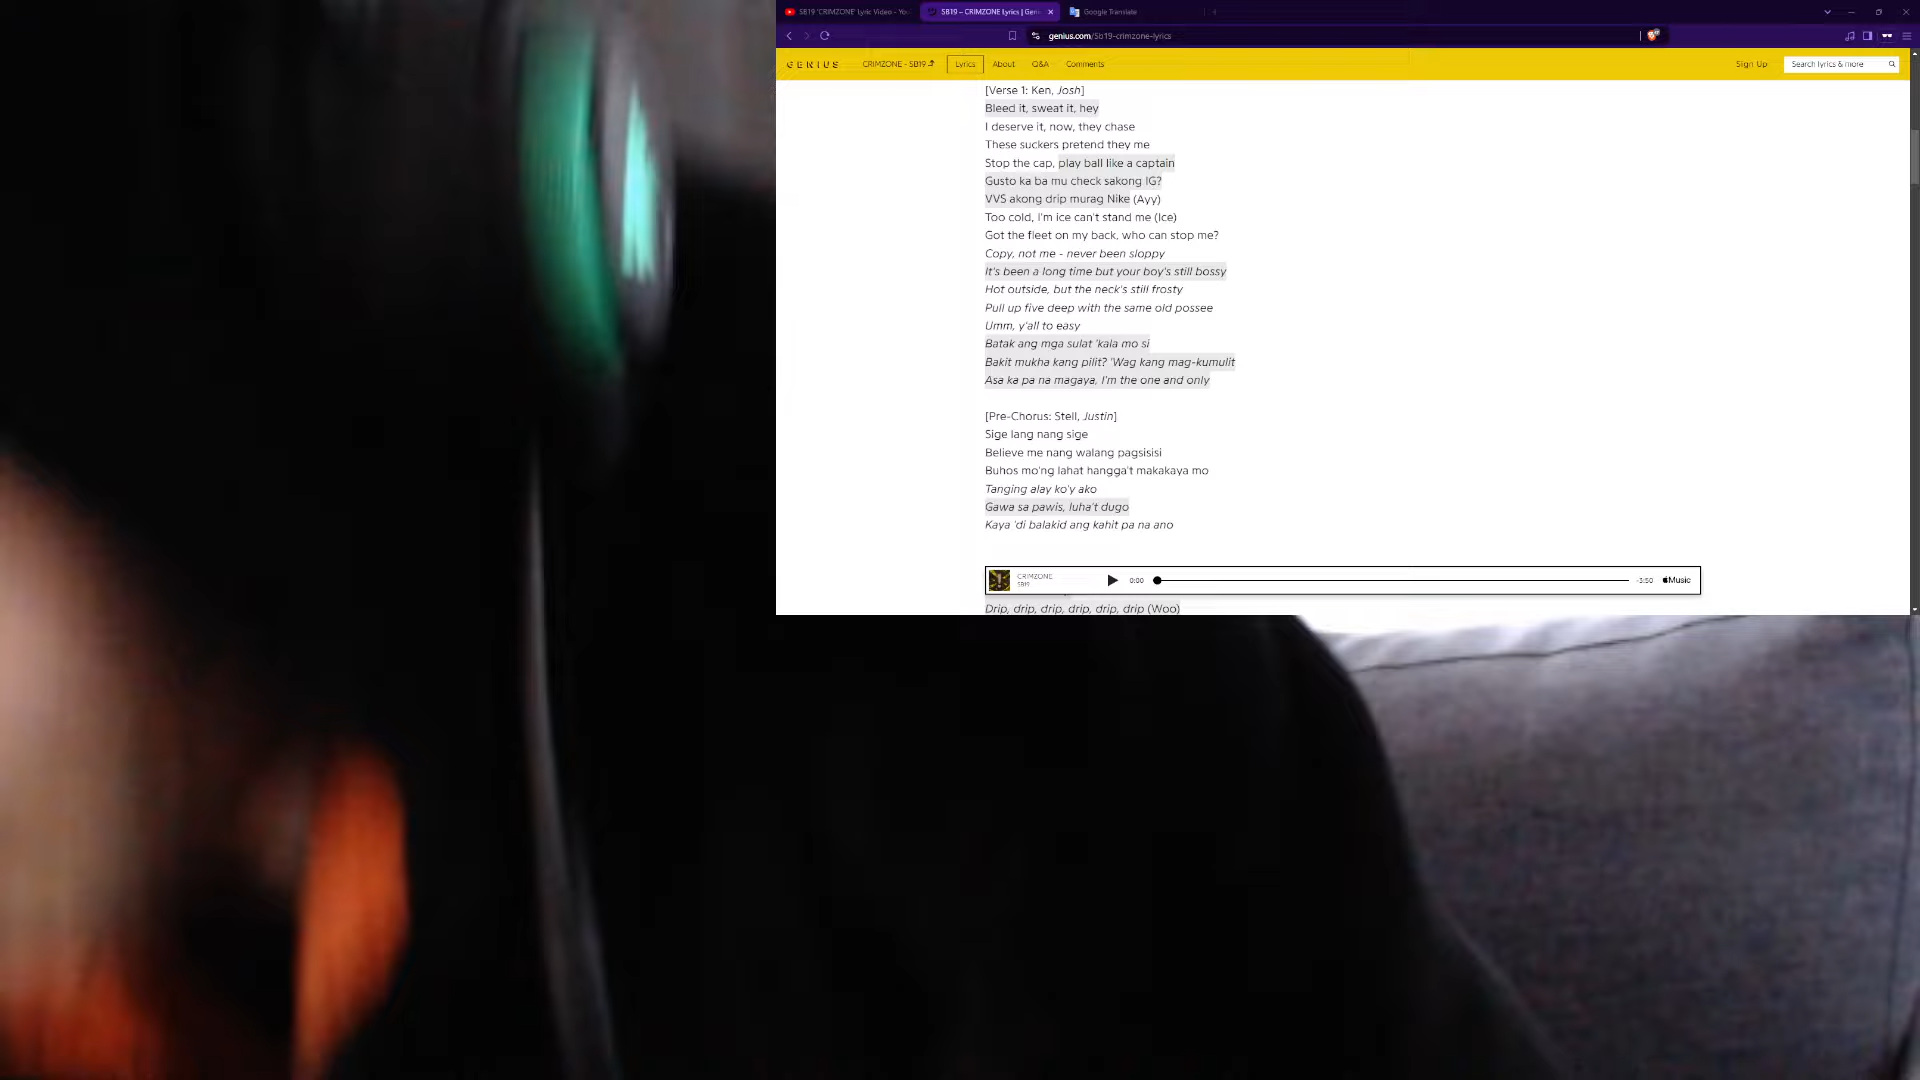 SB19 'CRIMZONE' Lyric Video - Yo
SB19 – CRIMZONE Lyrics | Geni
Google Translate
genius.com/Sb19-crimzone-lyrics
GENIUS
CRIMZONE - SB19
Lyrics
About
Q&A
Comments
Sign Up
Search lyrics & more
[Verse 1: Ken, Josh]
Bleed it, sweat it, hey
I deserve it, now, they chase
These suckers pretend they me
Stop the cap, play ball like a captain
Gusto ka ba mu check sakong IG?
VVS akong drip murag Nike (Ayy)
Too cold, I'm ice can't stand me (Ice)
Got the fleet on my back, who can stop me?
Copy, not me - never been sloppy
It's been a long time but your boy's still bossy
Hot outside, but the neck's still frosty
Pull up five deep with the same old possee
Umm, y'all to easy
Batak ang mga sulat 'kala mo si
Bakit mukha kang pilit? 'Wag kang mag-kumulit
Asa ka pa na magaya, I'm the one and only
[Pre-Chorus: Stell, Justin]
Sige lang nang sige
Believe me nang walang pagsisisi
Buhos mo'ng lahat hangga't makakaya mo
Tanging alay ko'y ako
Gawa sa pawis, luha't dugo
Kaya 'di balakid ang kahit pa na ano
CRIMZONE
SB19
0:00
-3:50
Music
Drip, drip, drip, drip, drip, drip (Woo)